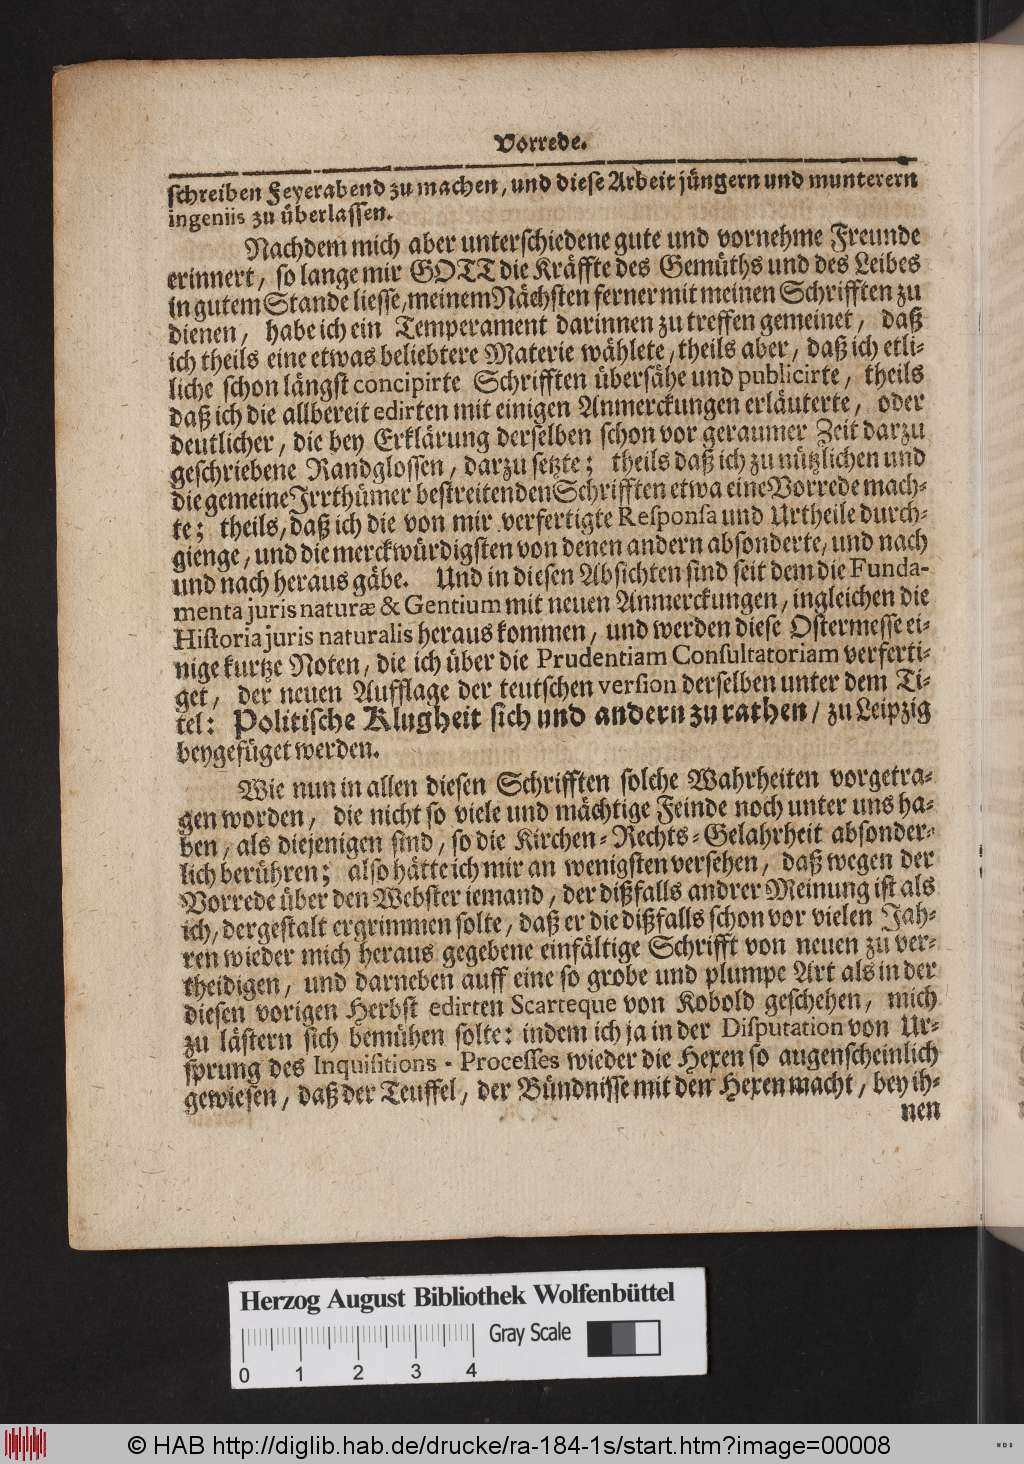 Vorrede.
schreiben Feyerabend zu machen, und diese Arbeit jüngern und munterern
ingeniis zu überlassen.
Nachdem mich aber unterschiedene gute und vornehme Freunde
erinnert, so lange mir GOTT die Kräffte des Gemüths und des Leibes
in gutem Stande liesse, meinem Nächsten ferner mit meinen Schrifften zu
dienen, habe ich ein Temperament darinnen zu treffen gemeinet, daß
ich theils eine etwas beliebtere Materie wählete, theils aber, daß ich etli-
liche schon längst concipirte Schrifften übersähe und publicirte, theils
daß ich die allbereit edirten mit einigen Anmerckungen erläuterte, oder
deutlicher, die bey Erklärung derselben schon vor geraumer Zeit darzu
geschriebene Randglossen, darzu setzte; theils daß ich zu nützlichen und
die gemeine Irrthümer bestreitenden Schrifften etwa eine Vorrede mach-
te; theils, daß ich die von mir verfertigte Responsa und Urtheile durch-
gienge, und die merckwürdigsten von denen andern absonderte, und nach
und nach heraus gäbe. Und in diesen Absichten sind seit dem die Funda-
menta juris naturæ & Gentium mit neuen Anmerckungen, ingleichen die
Historia juris naturalis heraus kommen, und werden diese Ostermesse ei-
nige kurtze Noten, die ich über die Prudentiam Consultatoriam verferti-
get, der neuen Aufflage der teutschen version derselben unter dem Ti-
tel: Politische Klugheit sich und andern zu rathen / zu Leipzig
beygefüget werden.
Wie nun in allen diesen Schrifften solche Wahrheiten vorgetra-
gen worden, die nicht so viele und mächtige Feinde noch unter uns ha-
ben, als diejenigen sind, so die Kirchen-Rechts-Gelahrheit absonder-
lich berühren; also hätte ich mir an wenigsten versehen, daß wegen der
Vorrede über den Webster iemand, der dißfalls andrer Meinung ist als
ich, dergestalt ergrimmen solte, daß er die dißfalls schon vor vielen Jah-
ren wieder mich heraus gegebene einfältige Schrifft von neuen zu ver-
theidigen, und darneben auff eine so grobe und plumpe Art als in der
diesen vorigen Herbst edirten Scarteque von Kobold geschehen, mich
zu lästern sich bemühen solte: indem ich ja in der Disputation von Ur-
sprung des Inquisitions-Processes wieder die Hexen so augenscheinlich
gewiesen, daß der Teuffel, der Bündnisse mit den Hexen macht, bey ih-
nen
Herzog August Bibliothek Wolfenbüttel
Gray Scale
0 1 2 3 4
© HAB http://diglib.hab.de/drucke/ra-184-1s/start.htm?image=00008